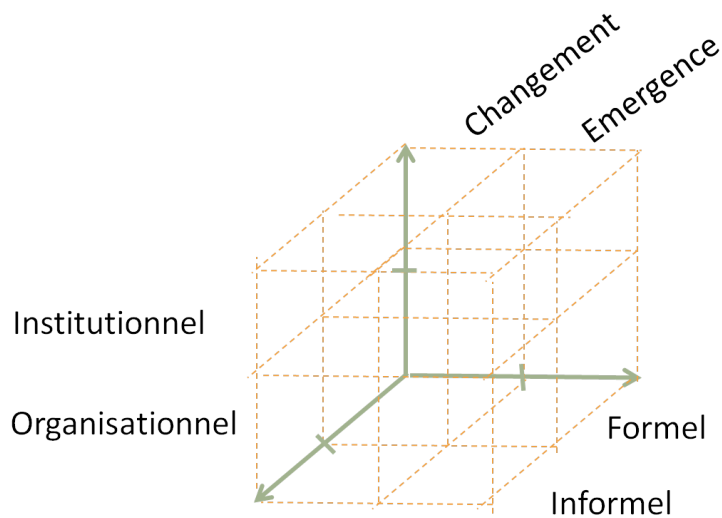 Changement
Emergence
Institutionnel
Organisationnel
Formel
Informel